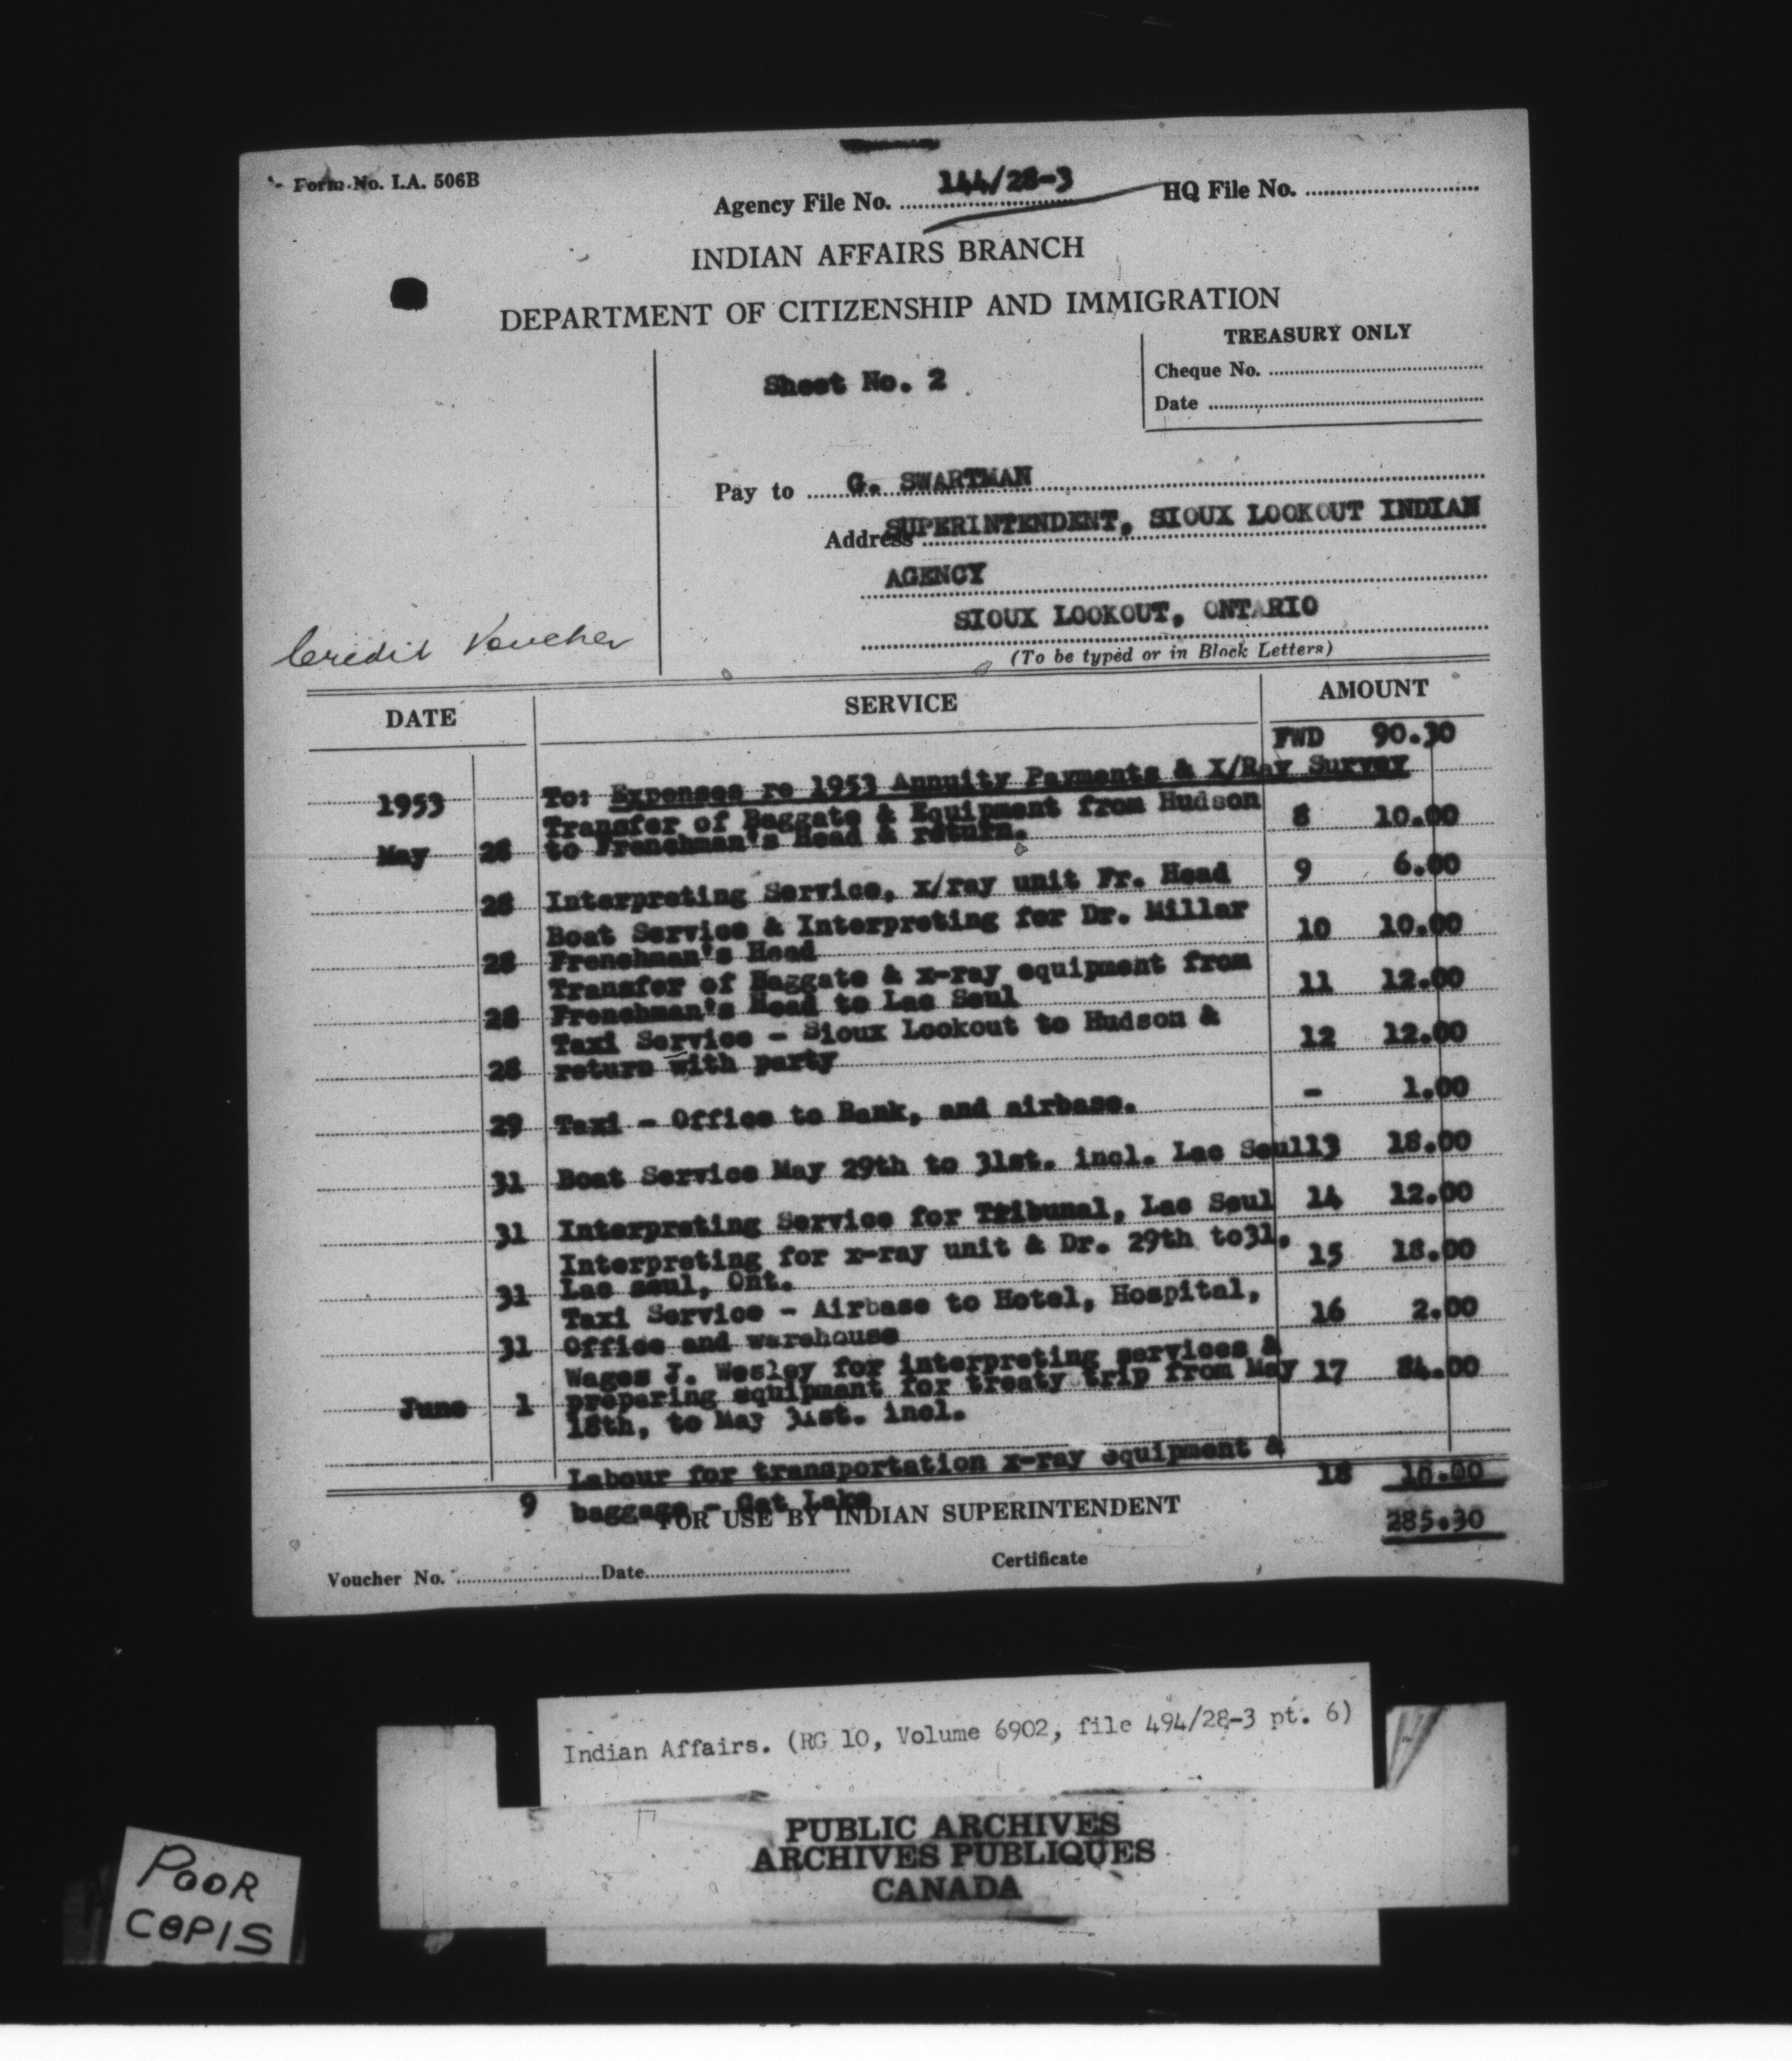 Form No. I.A. 506B
Agency File No. 144/28-3 HQ File No.
INDIAN AFFAIRS BRANCH
DEPARTMENT OF CITIZENSHIP AND IMMIGRATION
TREASURY ONLY
Sheet No. 2
Cheque No.
Date
Pay to G. SWARTMAN
Address SUPERINTENDENT, SIOUX LOOKOUT INDIAN
AGENCY
SIOUX LOOKOUT, ONTARIO
Credit Voucher
(To be typed or in Block Letters)
DATE SERVICE AMOUNT
FWD 90.30
1953 To: Expenses re 1953 Annuity Payments & X/Ray Survey
Transfer of Baggate & Equipment from Hudson 8 10.00
May 28 to Frenchman's Head & return.
28 Interpreting Service, x/ray unit Fr. Head 9 6.00
Boat Service & Interpreting for Dr. Millar 10 10.00
28 Frenchman's Head
Transfer of Baggate & x-ray equipment from 11 12.00
28 Frenchman's Head to Lac Seul
Taxi Service - Sioux Lookout to Hudson & 12 12.00
28 return with party
29 Taxi - Office to Bank, and airbase. - 1.00
31 Boat Service May 29th to 31st. incl. Lac Seul 13 18.00
31 Interpreting Service for Tribunal, Lac Seul 14 12.00
Interpreting for x-ray unit & Dr. 29th to31, 15 18.00
31 Lac seul, Ont.
Taxi Service - Airbase to Hotel, Hospital, 16 2.00
31 Office and warehouse
Wages J. Wesley for interpreting services &
June 1 preparing equipment for treaty trip from May 17 84.00
18th, to May 31st. incl.
Labour for transportation x-ray equipment & 18 10.00
9 baggage - Cat Lake
FOR USE BY INDIAN SUPERINTENDENT 285.30
Voucher No. Date Certificate
Indian Affairs. (RG 10, Volume 6902, file 494/28-3 pt. 6)
PUBLIC ARCHIVES
ARCHIVES PUBLIQUES
CANADA
POOR
COPIS